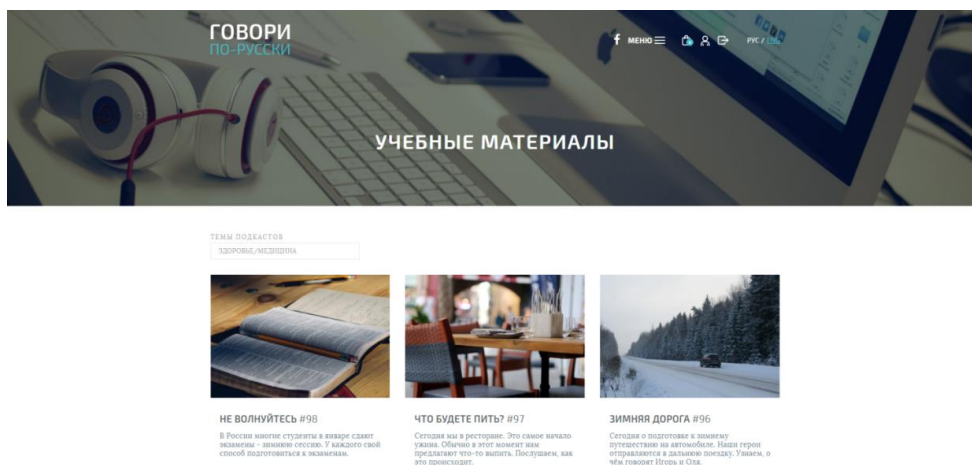 ГОВОРИ
ПО-РУССКИ
МЕНЮ
РУС / ENG
УЧЕБНЫЕ МАТЕРИАЛЫ
ТЕМЫ ПОДКАСТОВ
ЗДОРОВЬЕ/МЕДИЦИНА
НЕ ВОЛНУЙТЕСЬ #98
В России многие студенты в январе сдают
экзамены – зимнюю сессию. У каждого свой
способ подготовиться к экзаменам.
ЧТО БУДЕТЕ ПИТЬ? #97
Сегодня мы в ресторане. Это самое начало
ужина. Обычно в этот момент нам
предлагают что-то выпить. Послушаем, как
это происходит.
ЗИМНЯЯ ДОРОГА #96
Сегодня о подготовке к зимнему
путешествию на автомобиле. Наши герои
отправляются в дальнюю поездку. Узнаем, о
чём говорят Игорь и Оля.